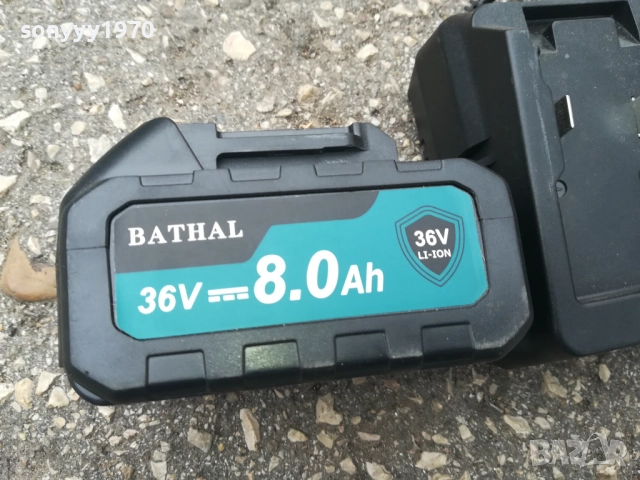 sonyyy1970
BATHAL
36V
LI-ION
36V 8.0Ah
BAZAR